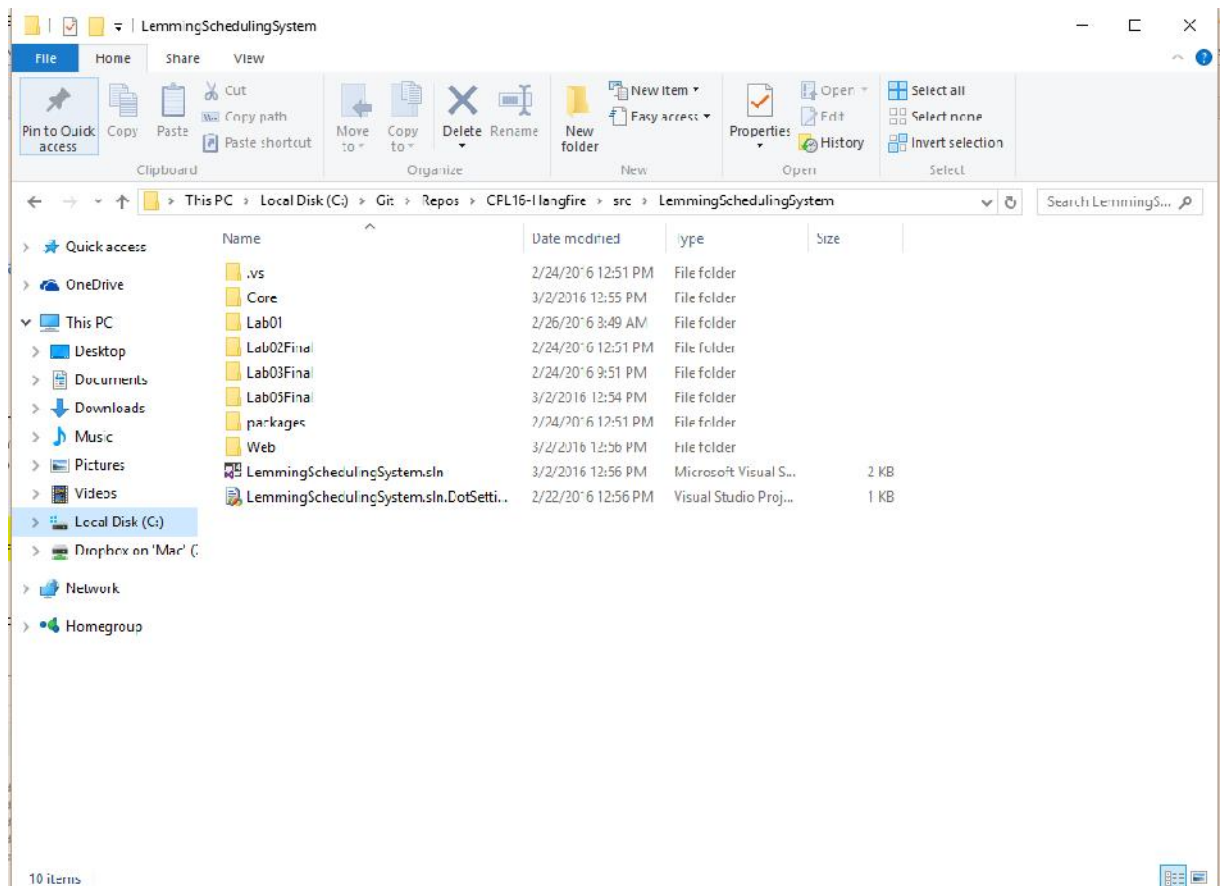 LemmingSchedulingSystem
File Home Share View
Pin to Quick access
Copy
Paste
Cut
Copy path
Paste shortcut
Clipboard
Move to
Copy to
Delete
Rename
Organize
New folder
New item
Easy access
New
Properties
Open
Edit
History
Open
Select all
Select none
Invert selection
Select
This PC > Local Disk (C:) > Git > Repos > > src > LemmingSchedulingSystem
Search LemmingS...
Name Date modified Type Size
Quick access
OneDrive
This PC
Desktop
Documents
Downloads
Music
Pictures
Videos
Local Disk (C:)
Dropbox on 'Mac' (
Network
Homegroup
.vs 2/24/2016 12:51 PM File folder
Core 3/2/2016 12:55 PM File folder
Lab01 2/26/2016 8:49 AM File folder
Lab02Final 2/24/2016 12:51 PM File folder
Lab03Final 2/24/2016 9:51 PM File folder
3/2/2016 12:54 PM File folder
packages 2/24/2016 12:51 PM File folder
Web 3/2/2016 12:56 PM File folder
LemmingSchedulingSystem.sln 3/2/2016 12:56 PM Microsoft Visual S... 2 KB
LemmingSchedulingSystem.sln.DotSetti... 2/22/2016 12:56 PM Visual Studio Proj... 1 KB
10 items